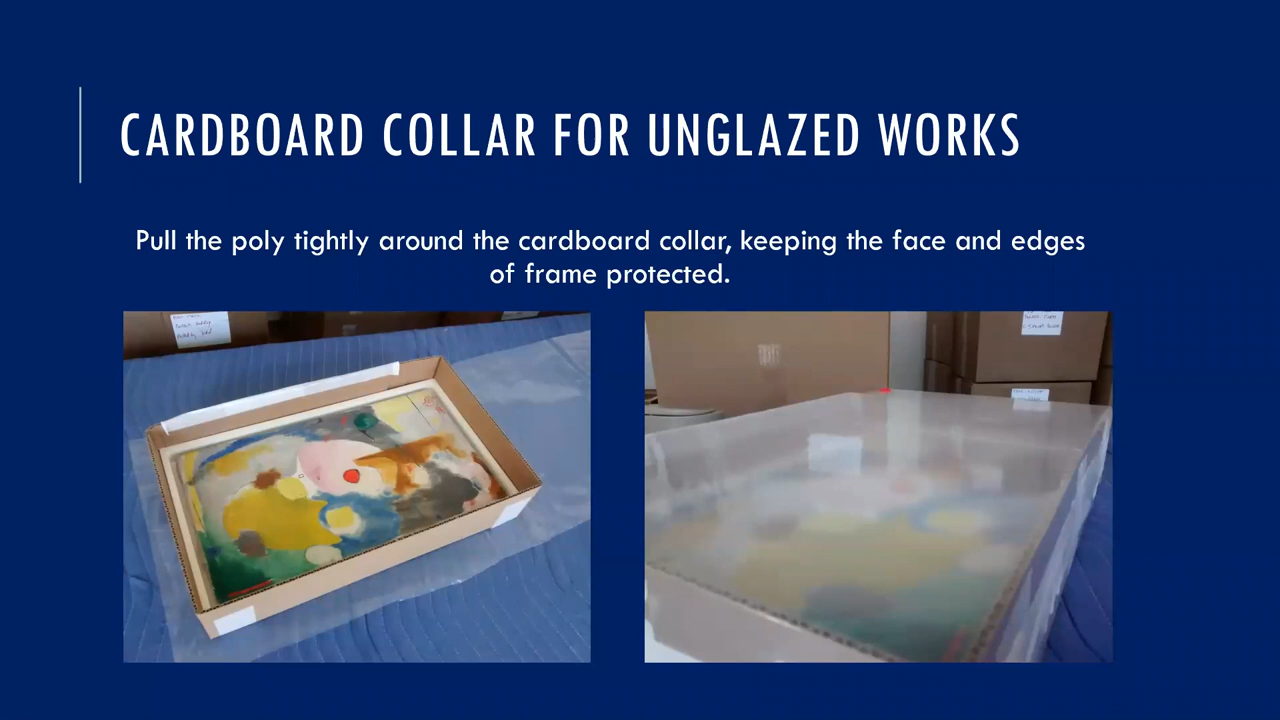 CARDBOARD COLLAR FOR UNGLAZED WORKS
Pull the poly tightly around the cardboard collar, keeping the face and edges
of frame protected.